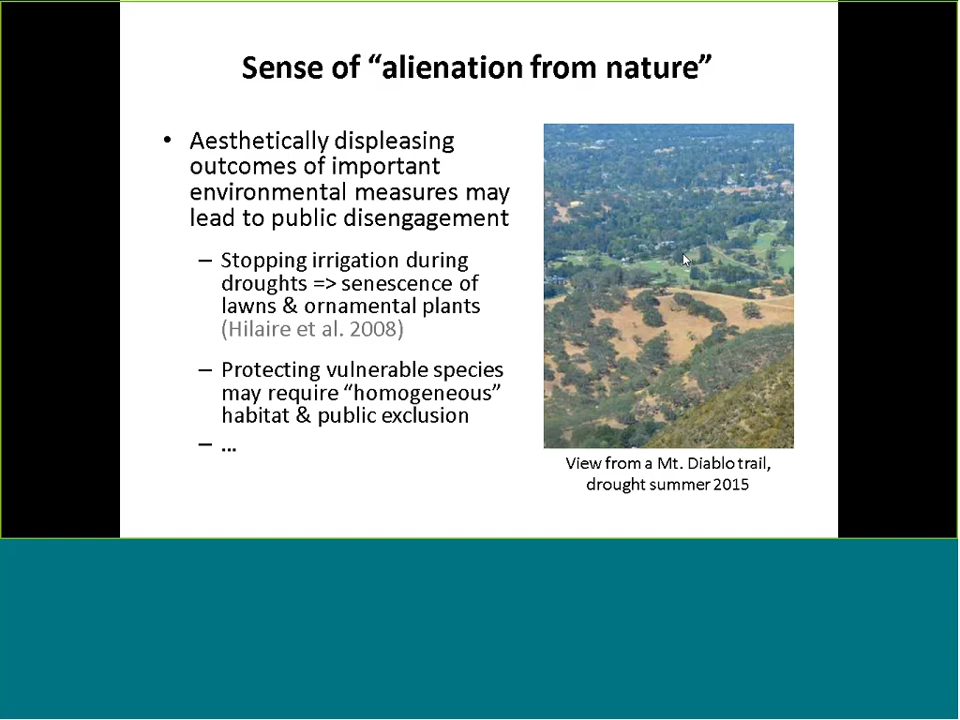 Sense of “alienation from nature”
• Aesthetically displeasing
outcomes of important
environmental measures may
lead to public disengagement
– Stopping irrigation during
droughts => senescence of
lawns & ornamental plants
(Hilaire et al. 2008)
– Protecting vulnerable species
may require “homogeneous”
habitat & public exclusion
– …
View from a Mt. Diablo trail,
drought summer 2015